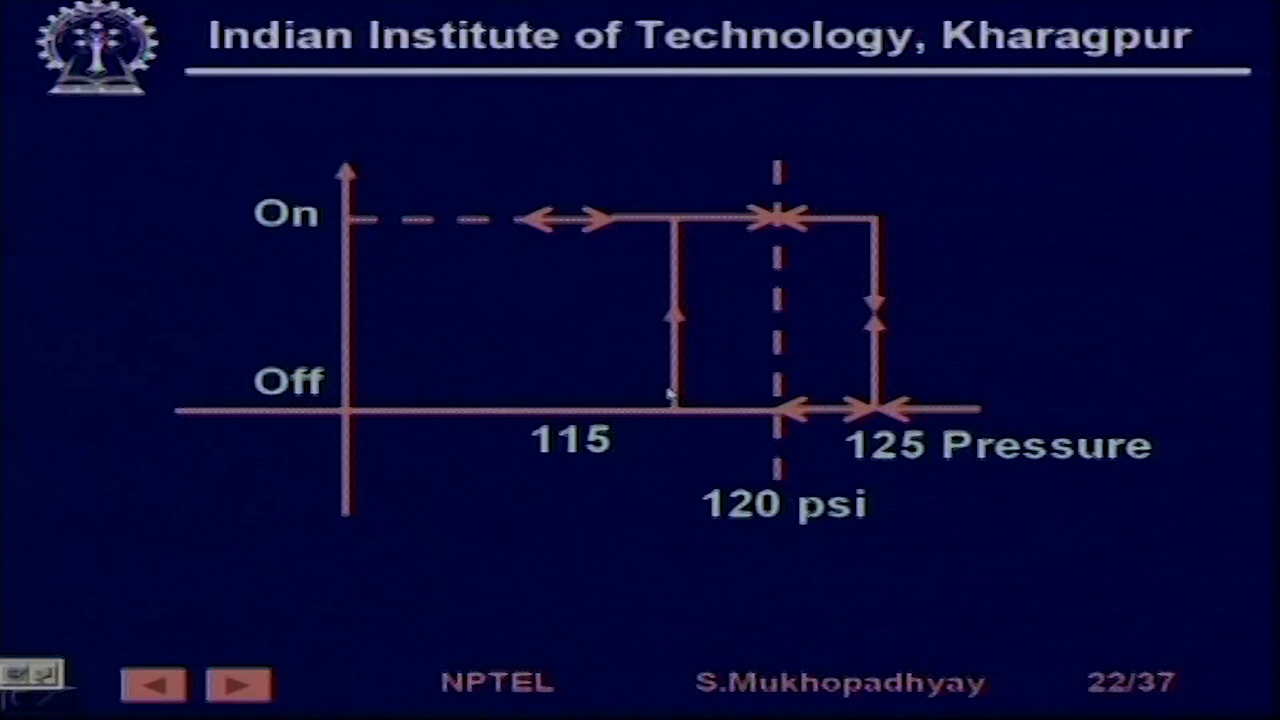 Indian Institute of Technology, Kharagpur
On
Off
115
125 Pressure
120 psi
NPTEL S.Mukhopadhyay 22/37